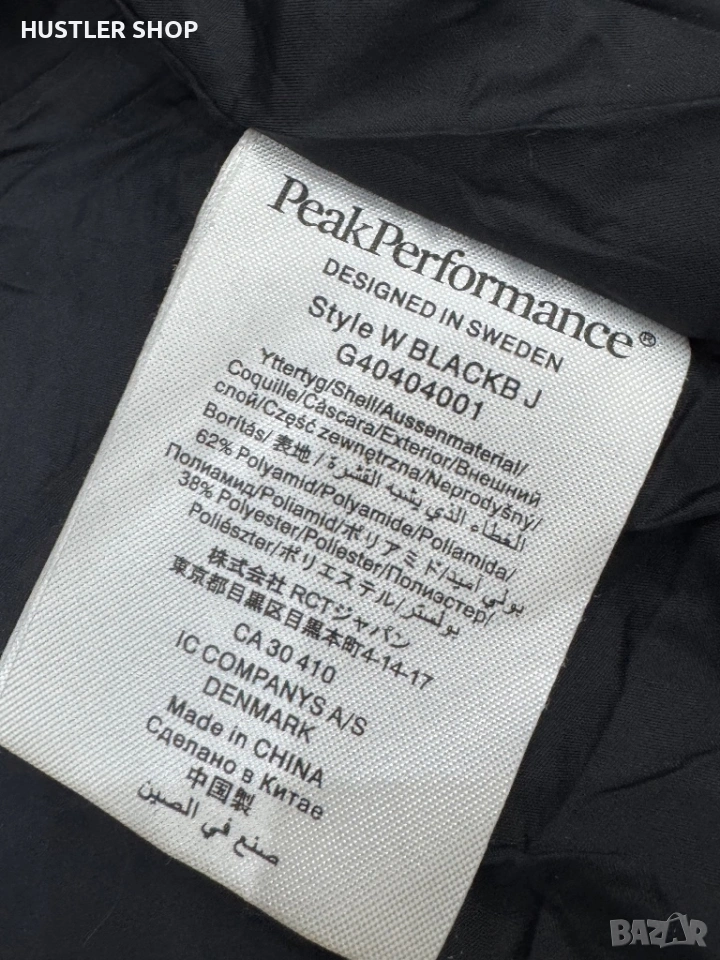 HUSTLER SHOP
PeakPerformance®
DESIGNED IN SWEDEN
Style W BLACKB J
G40404001
Yttertyg/Shell/Aussenmaterial/
Coquille/Cáscara/Exterior/Внешний
слой/Część zewnętrzna/Neprodyšný/
Borítás/表地/الغطاء الذي يشبه القشرة/
62% Polyamid/Polyamide/Poliamida/
Полиамид/Poliamid/ポリアミド/بولي أميد/
38% Polyester/Poliester/Полиэстер/
Poliészter/ポリエステル/بولستر/
株式会社 RCTジャパン
東京都目黒区目黒本町4-14-17
CA 30 410
IC COMPANYS A/S
DENMARK
Made in CHINA
Сделано в Китае
中国製
صنع في الصين
BAZAR